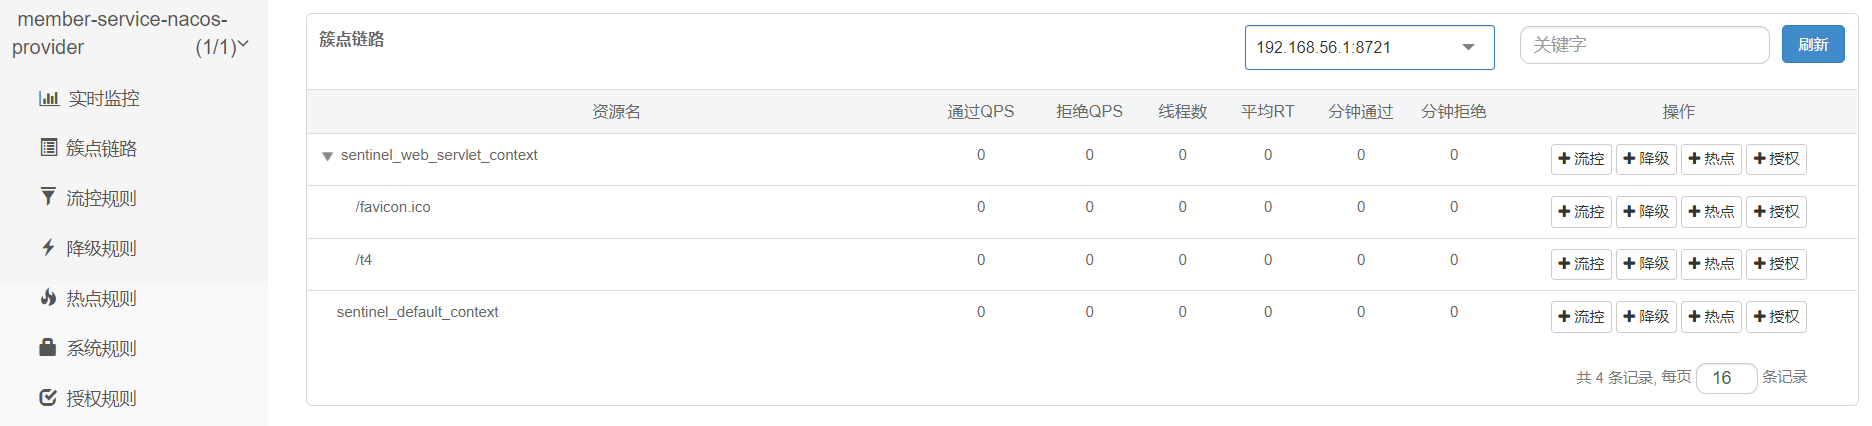 member-service-nacos-
provider (1/1)
实时监控
簇点链路
流控规则
降级规则
热点规则
系统规则
授权规则
簇点链路 192.168.56.1:8721 关键字 刷新
资源名 通过QPS 拒绝QPS 线程数 平均RT 分钟通过 分钟拒绝 操作
sentinel_web_servlet_context 0 0 0 0 0 0 流控 降级 热点 授权
/favicon.ico 0 0 0 0 0 0 流控 降级 热点 授权
/t4 0 0 0 0 0 0 流控 降级 热点 授权
sentinel_default_context 0 0 0 0 0 0 流控 降级 热点 授权
共 4 条记录, 每页 16 条记录